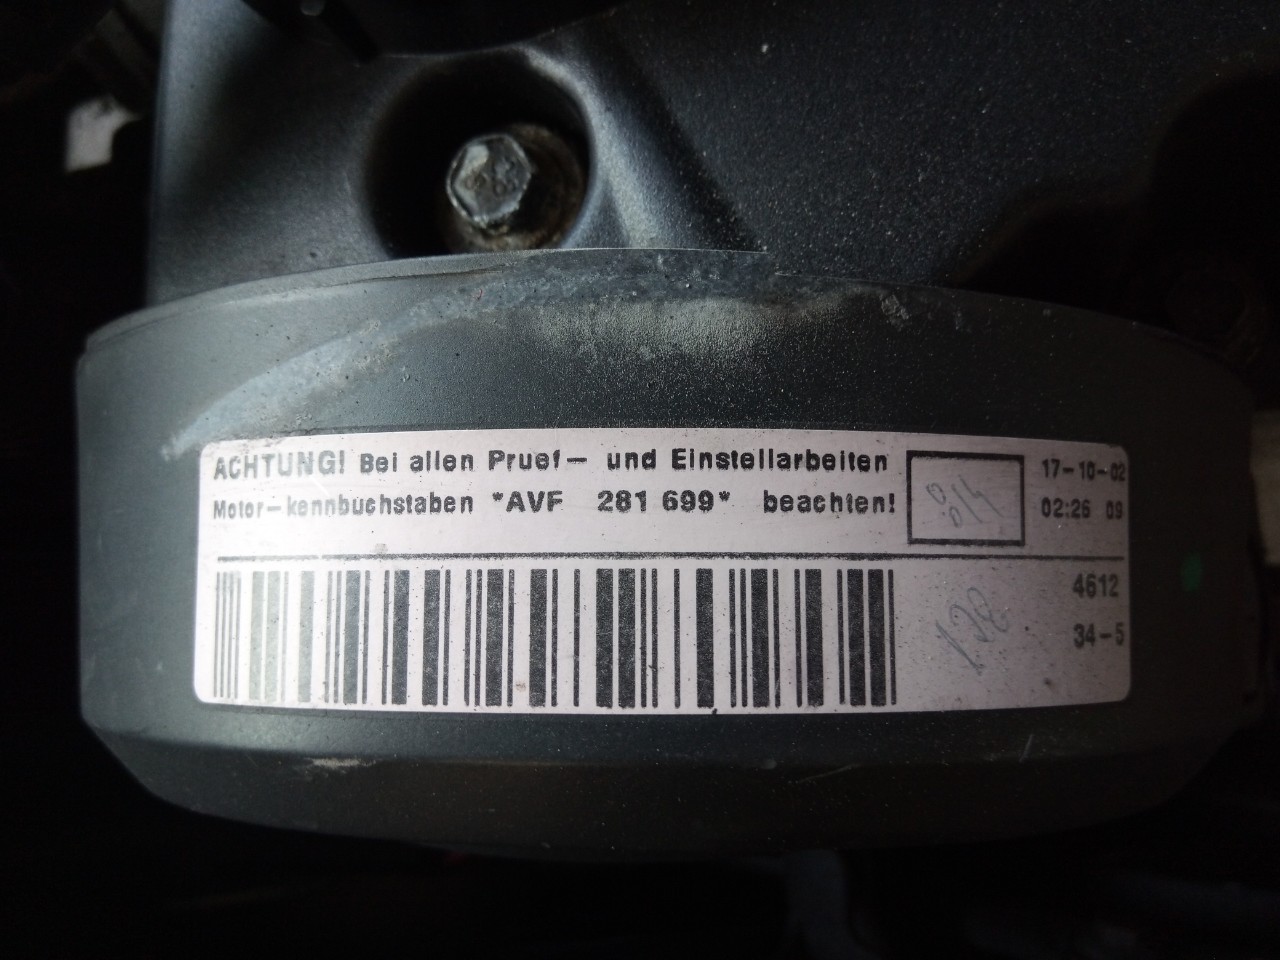 ACHTUNG! Bei allen Pruef- und Einstellarbeiten
Motor-kennbuchstaben *AVF 281 699* beachten!
17-10-02
02:26 09
4612
34-5